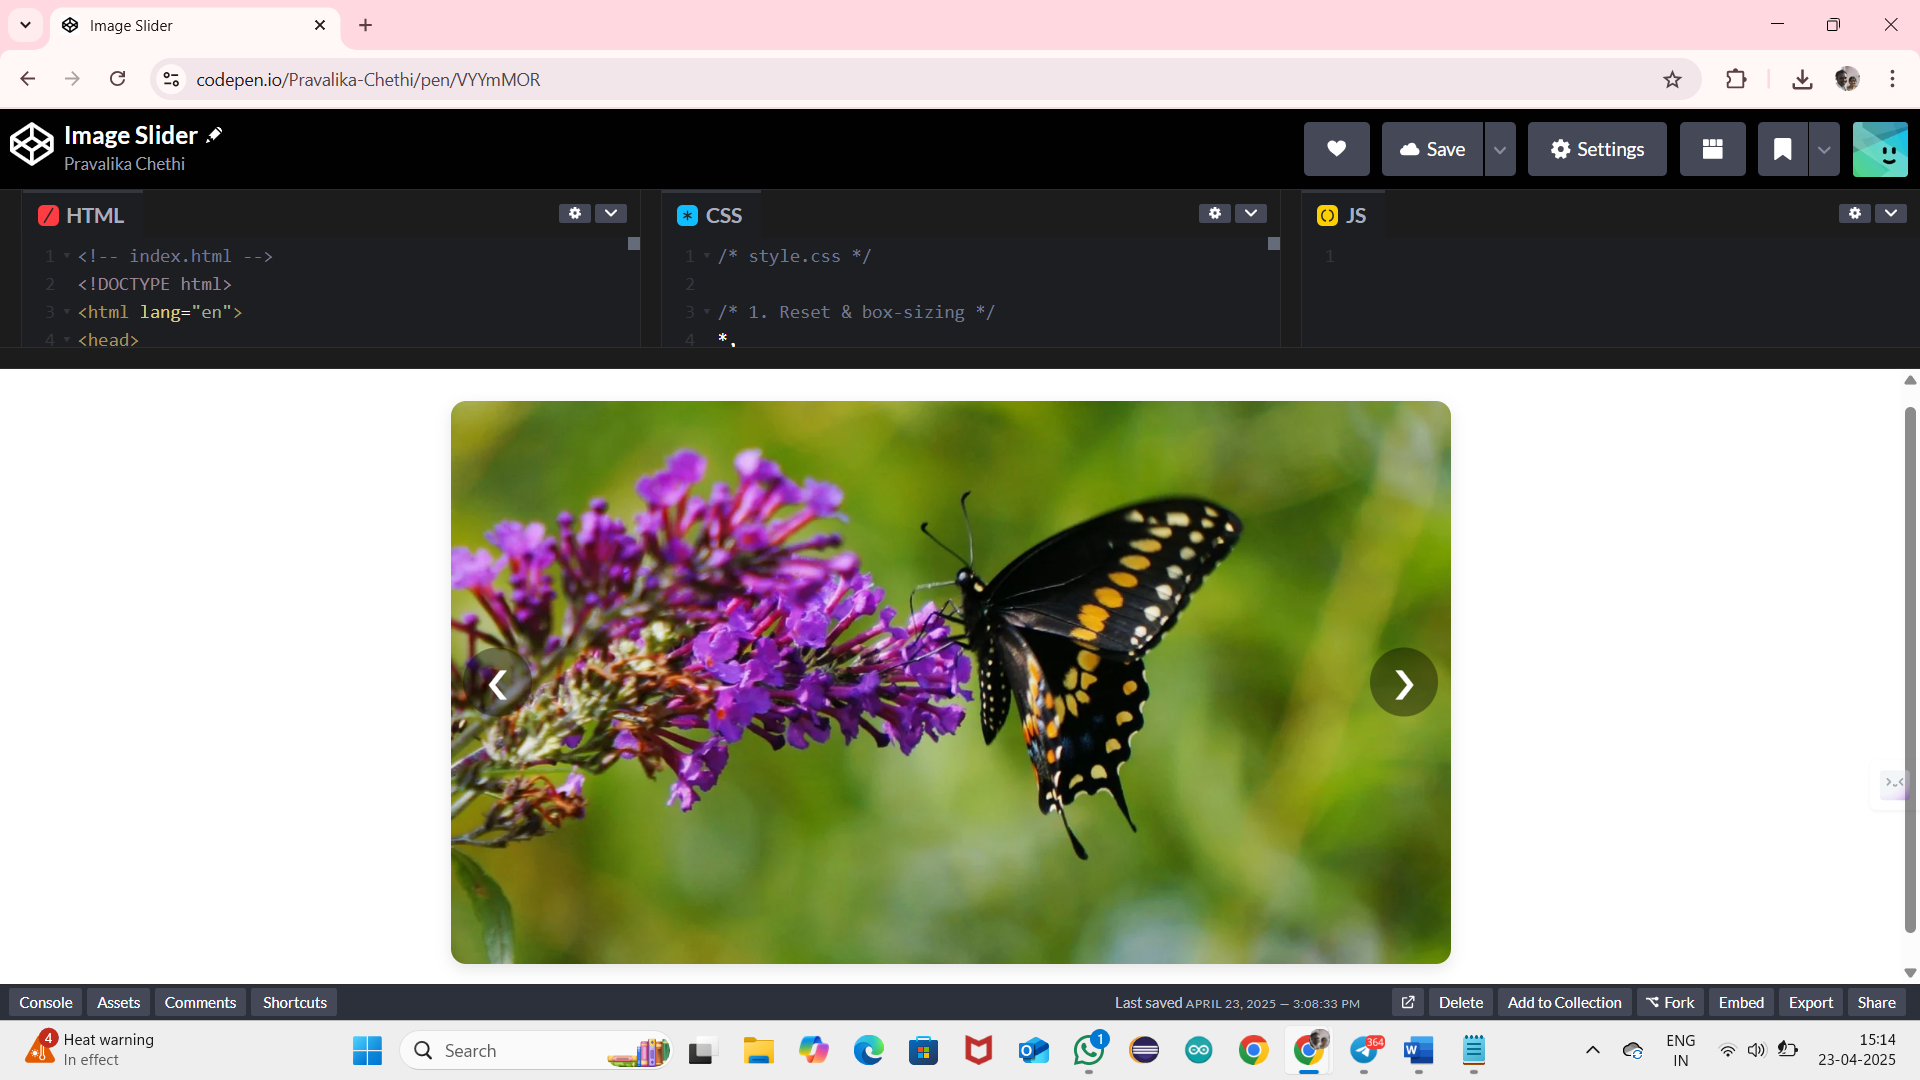 Image Slider
codepen.io/Pravalika-Chethi/pen/VYYmMOR
Image Slider
Pravalika Chethi
Save
Settings
HTML
1 <!-- index.html -->
2 <!DOCTYPE html>
3 <html lang="en">
4 <head>
CSS
1 /* style.css */
2
3 /* 1. Reset & box-sizing */
4 *,
JS
1
❮
❯
Console Assets Comments Shortcuts
Last saved APRIL 23, 2025 — 3:08:33 PM
Delete Add to Collection Fork Embed Export Share
4
Heat warning
In effect
Search
1
364
ENG
IN
15:14
23-04-2025